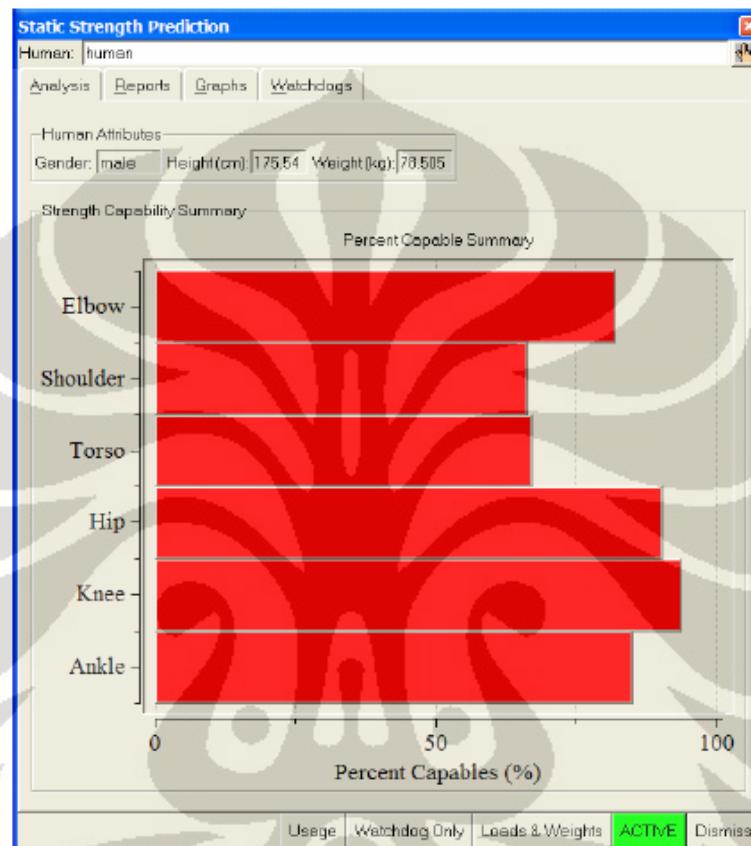 Static Strength Prediction
Human: human
Analysis Reports Graphs Watchdogs
Human Attributes
Gender: male Height(cm): 175.54 Weight(kg): 78.505
Strength Capability Summary
Percent Capable Summary
Elbow
Shoulder
Torso
Hip
Knee
Ankle
0 50 100
Percent Capables (%)
Usage Watchdog Only Loads & Weights ACTIVE Dismiss